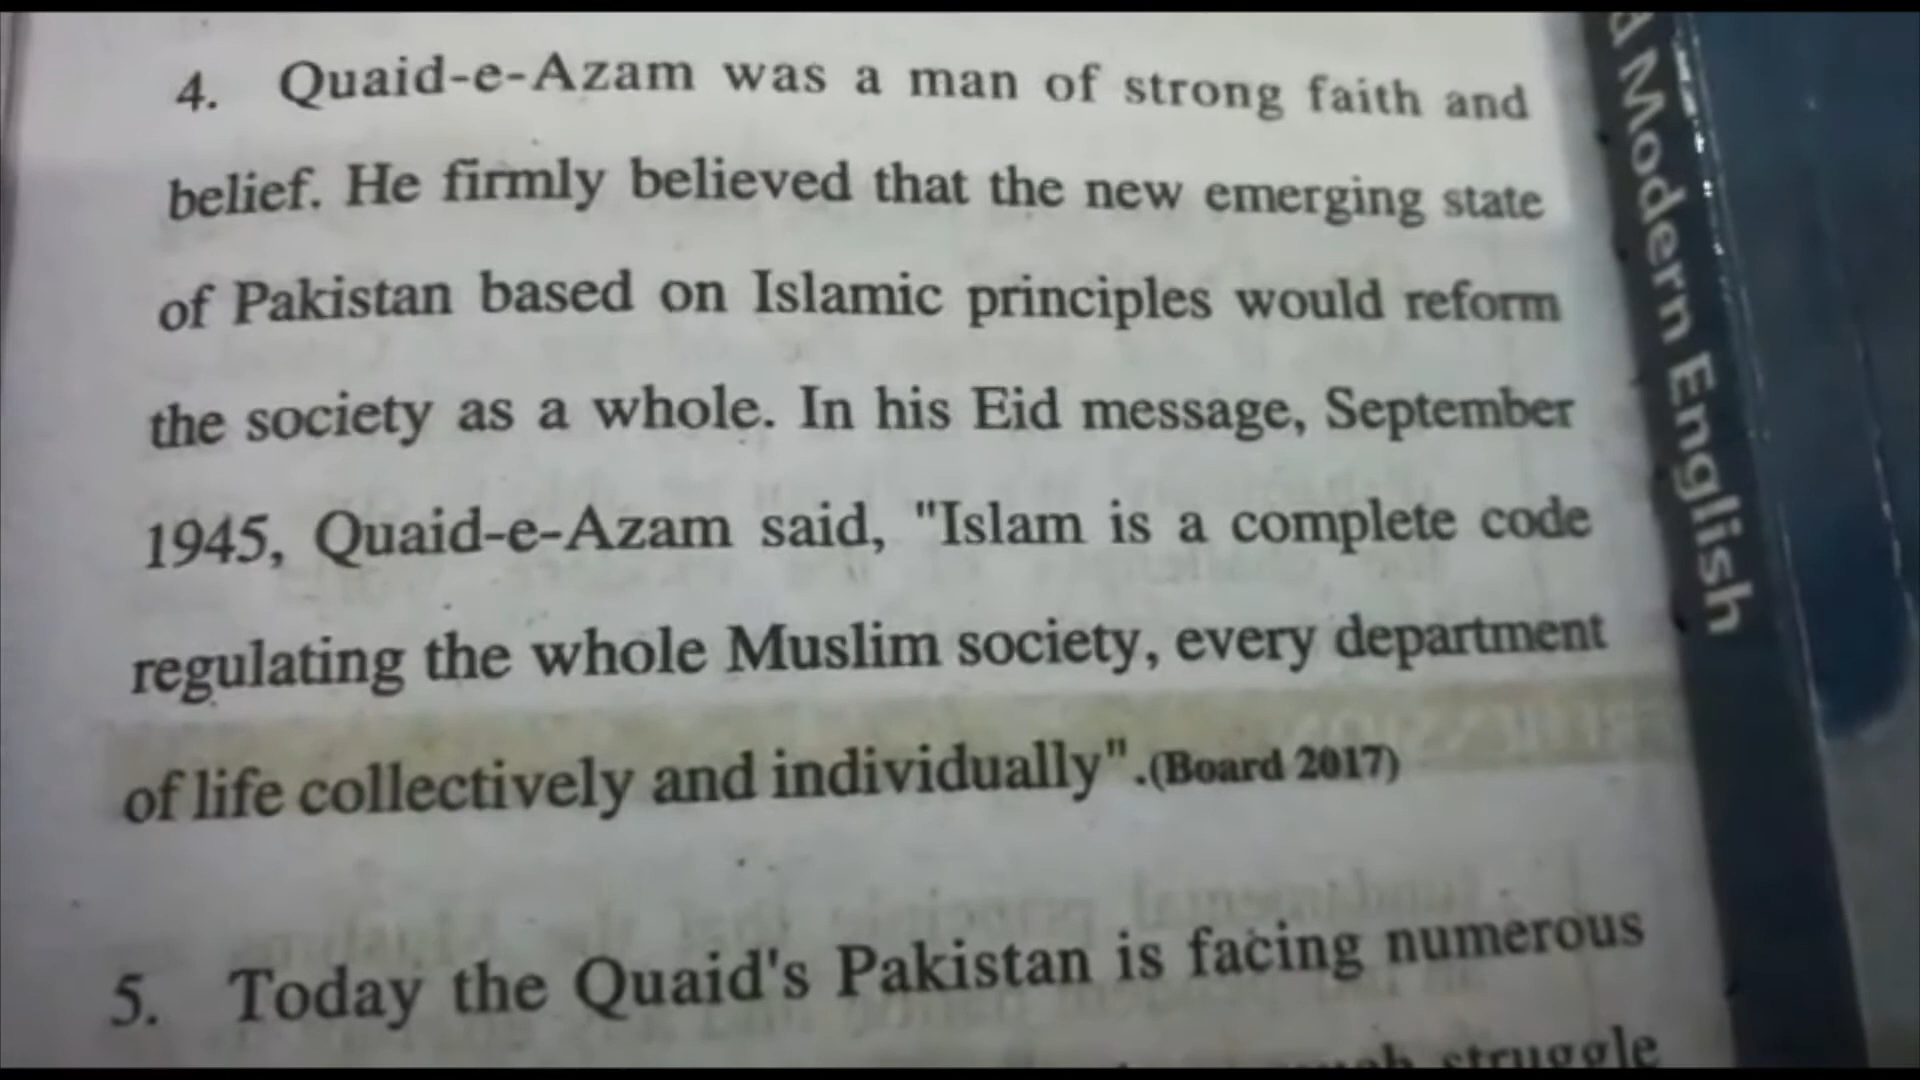 4. Quaid-e-Azam was a man of strong faith and
belief. He firmly believed that the new emerging state
of Pakistan based on Islamic principles would reform
the society as a whole. In his Eid message, September
1945, Quaid-e-Azam said, "Islam is a complete code
regulating the whole Muslim society, every department
of life collectively and individually".(Board 2017)
5. Today the Quaid's Pakistan is facing numerous
struggle
Modern English